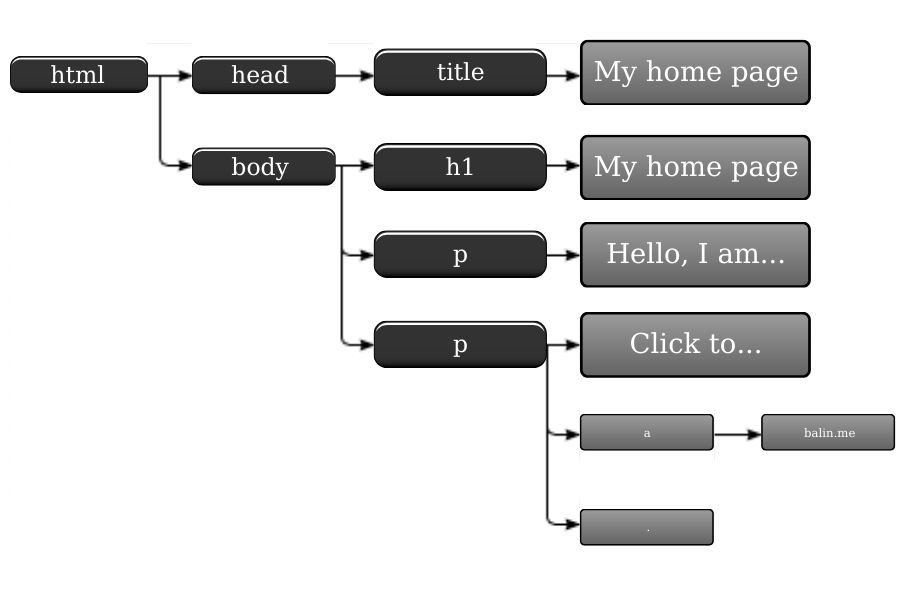 html
head
title
My home page
body
h1
My home page
p
Hello, I am...
p
Click to...
a
balin.me
.